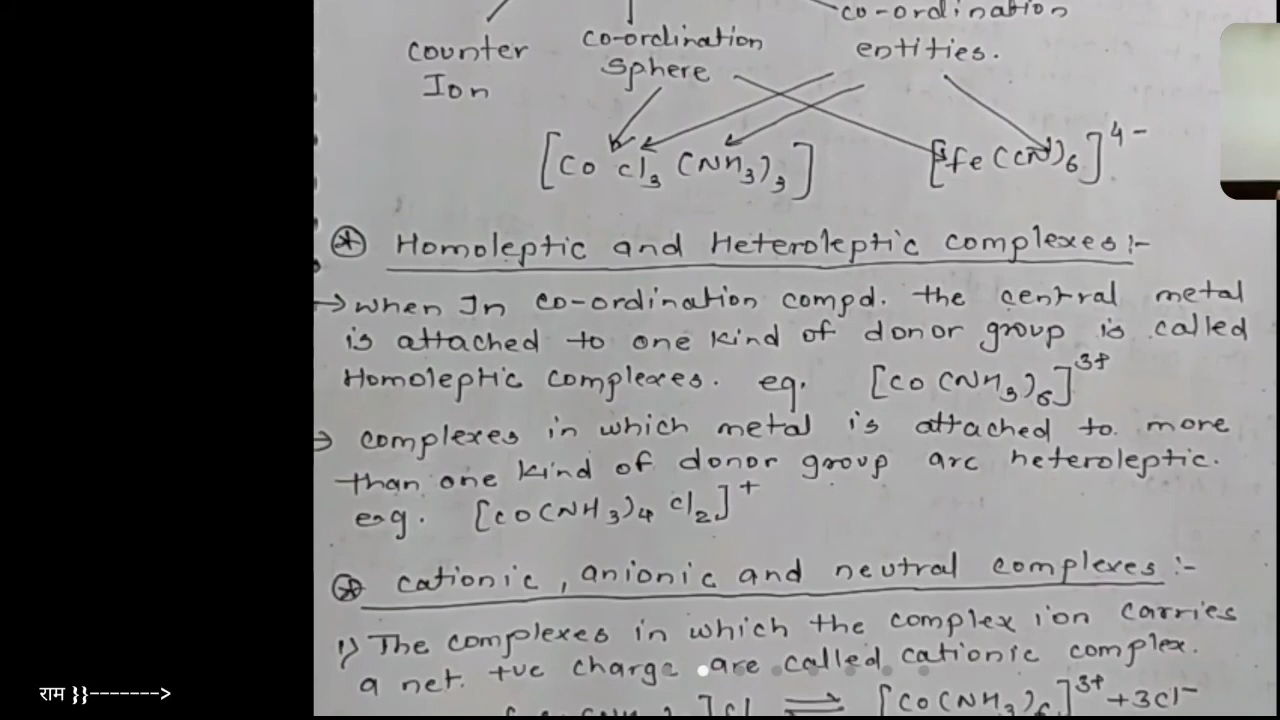 co-ordination
counter co-ordination entities.
Ion sphere
[Co Cl₃ (NH₃)₃] [Fe(CN)₆]⁴⁻
⊛ Homoleptic and Heteroleptic complexes:-
→ when In co-ordination compd. the central metal
is attached to one kind of donor group is called
Homoleptic complexes. eg. [Co(NH₃)₆]³⁺
→ complexes in which metal is attached to more
than one kind of donor group are heteroleptic.
e.g. [Co(NH₃)₄ Cl₂]⁺
⊛ cationic, anionic and neutral complexes :-
1) The complexes in which the complex ion carries
a net. +ve charge are called cationic complex.
⇌ [Co(NH₃)₆]³⁺ + 3Cl⁻
राम }}------->